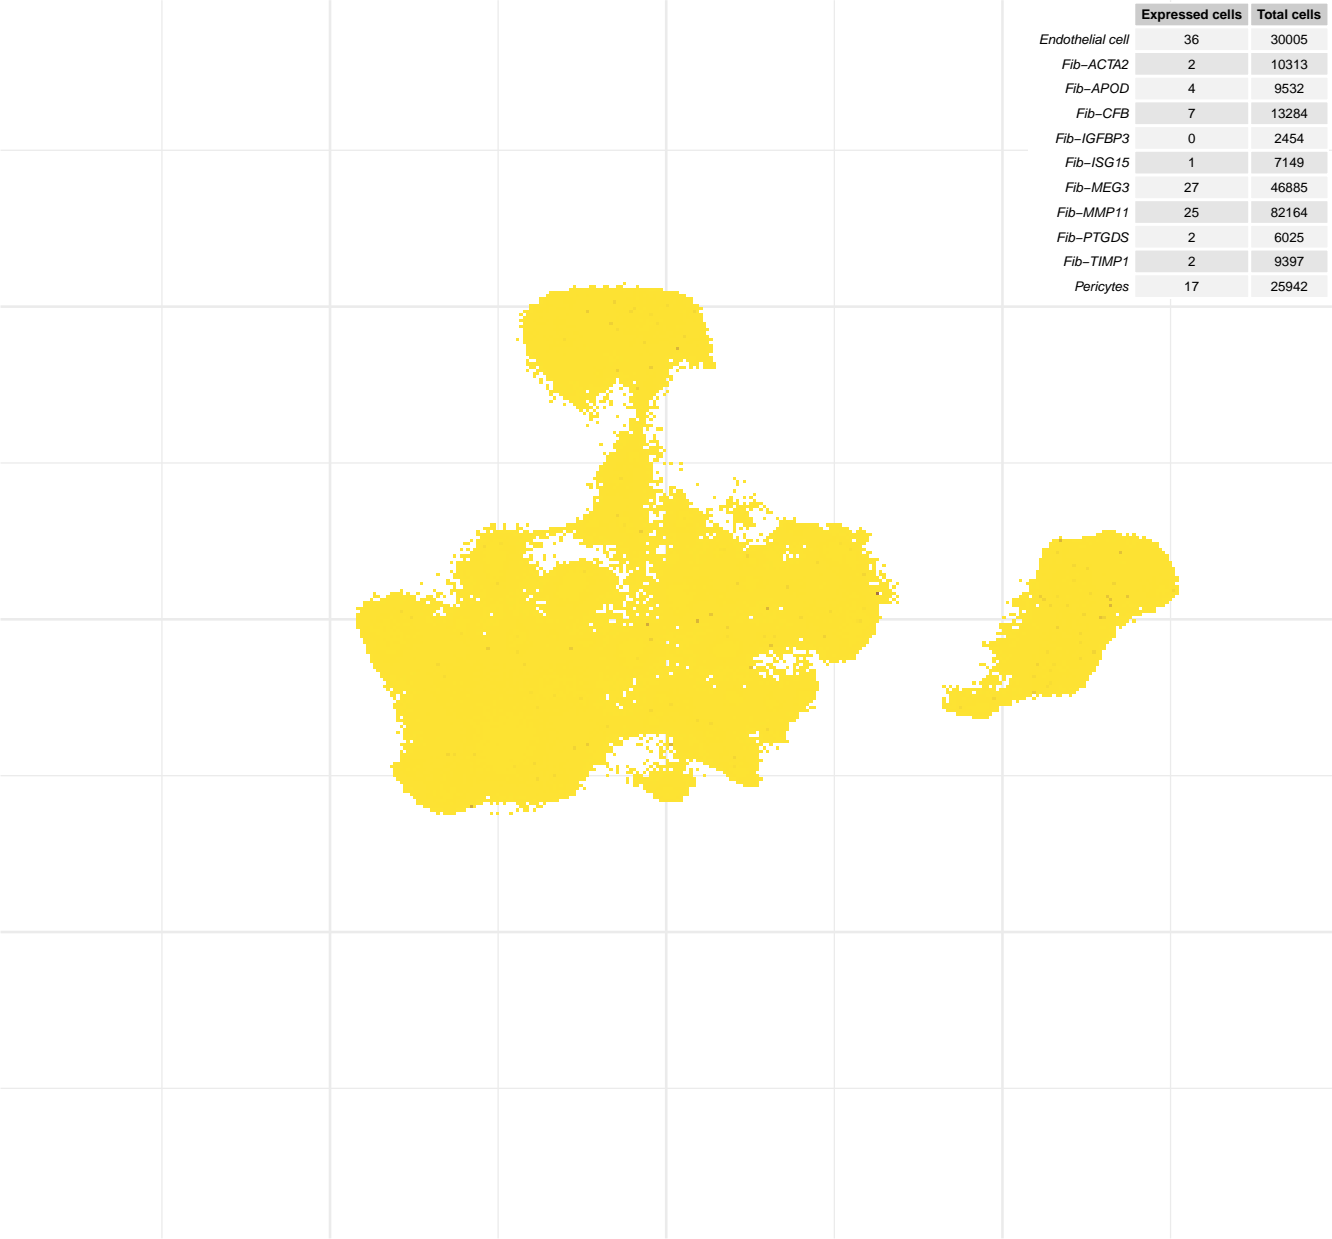 Expressed cells Total cells
Endothelial cell 36 30005
Fib−ACTA2 2 10313
Fib−APOD 4 9532
Fib−CFB 7 13284
Fib−IGFBP3 0 2454
Fib−ISG15 1 7149
Fib−MEG3 27 46885
Fib−MMP11 25 82164
Fib−PTGDS 2 6025
Fib−TIMP1 2 9397
Pericytes 17 25942